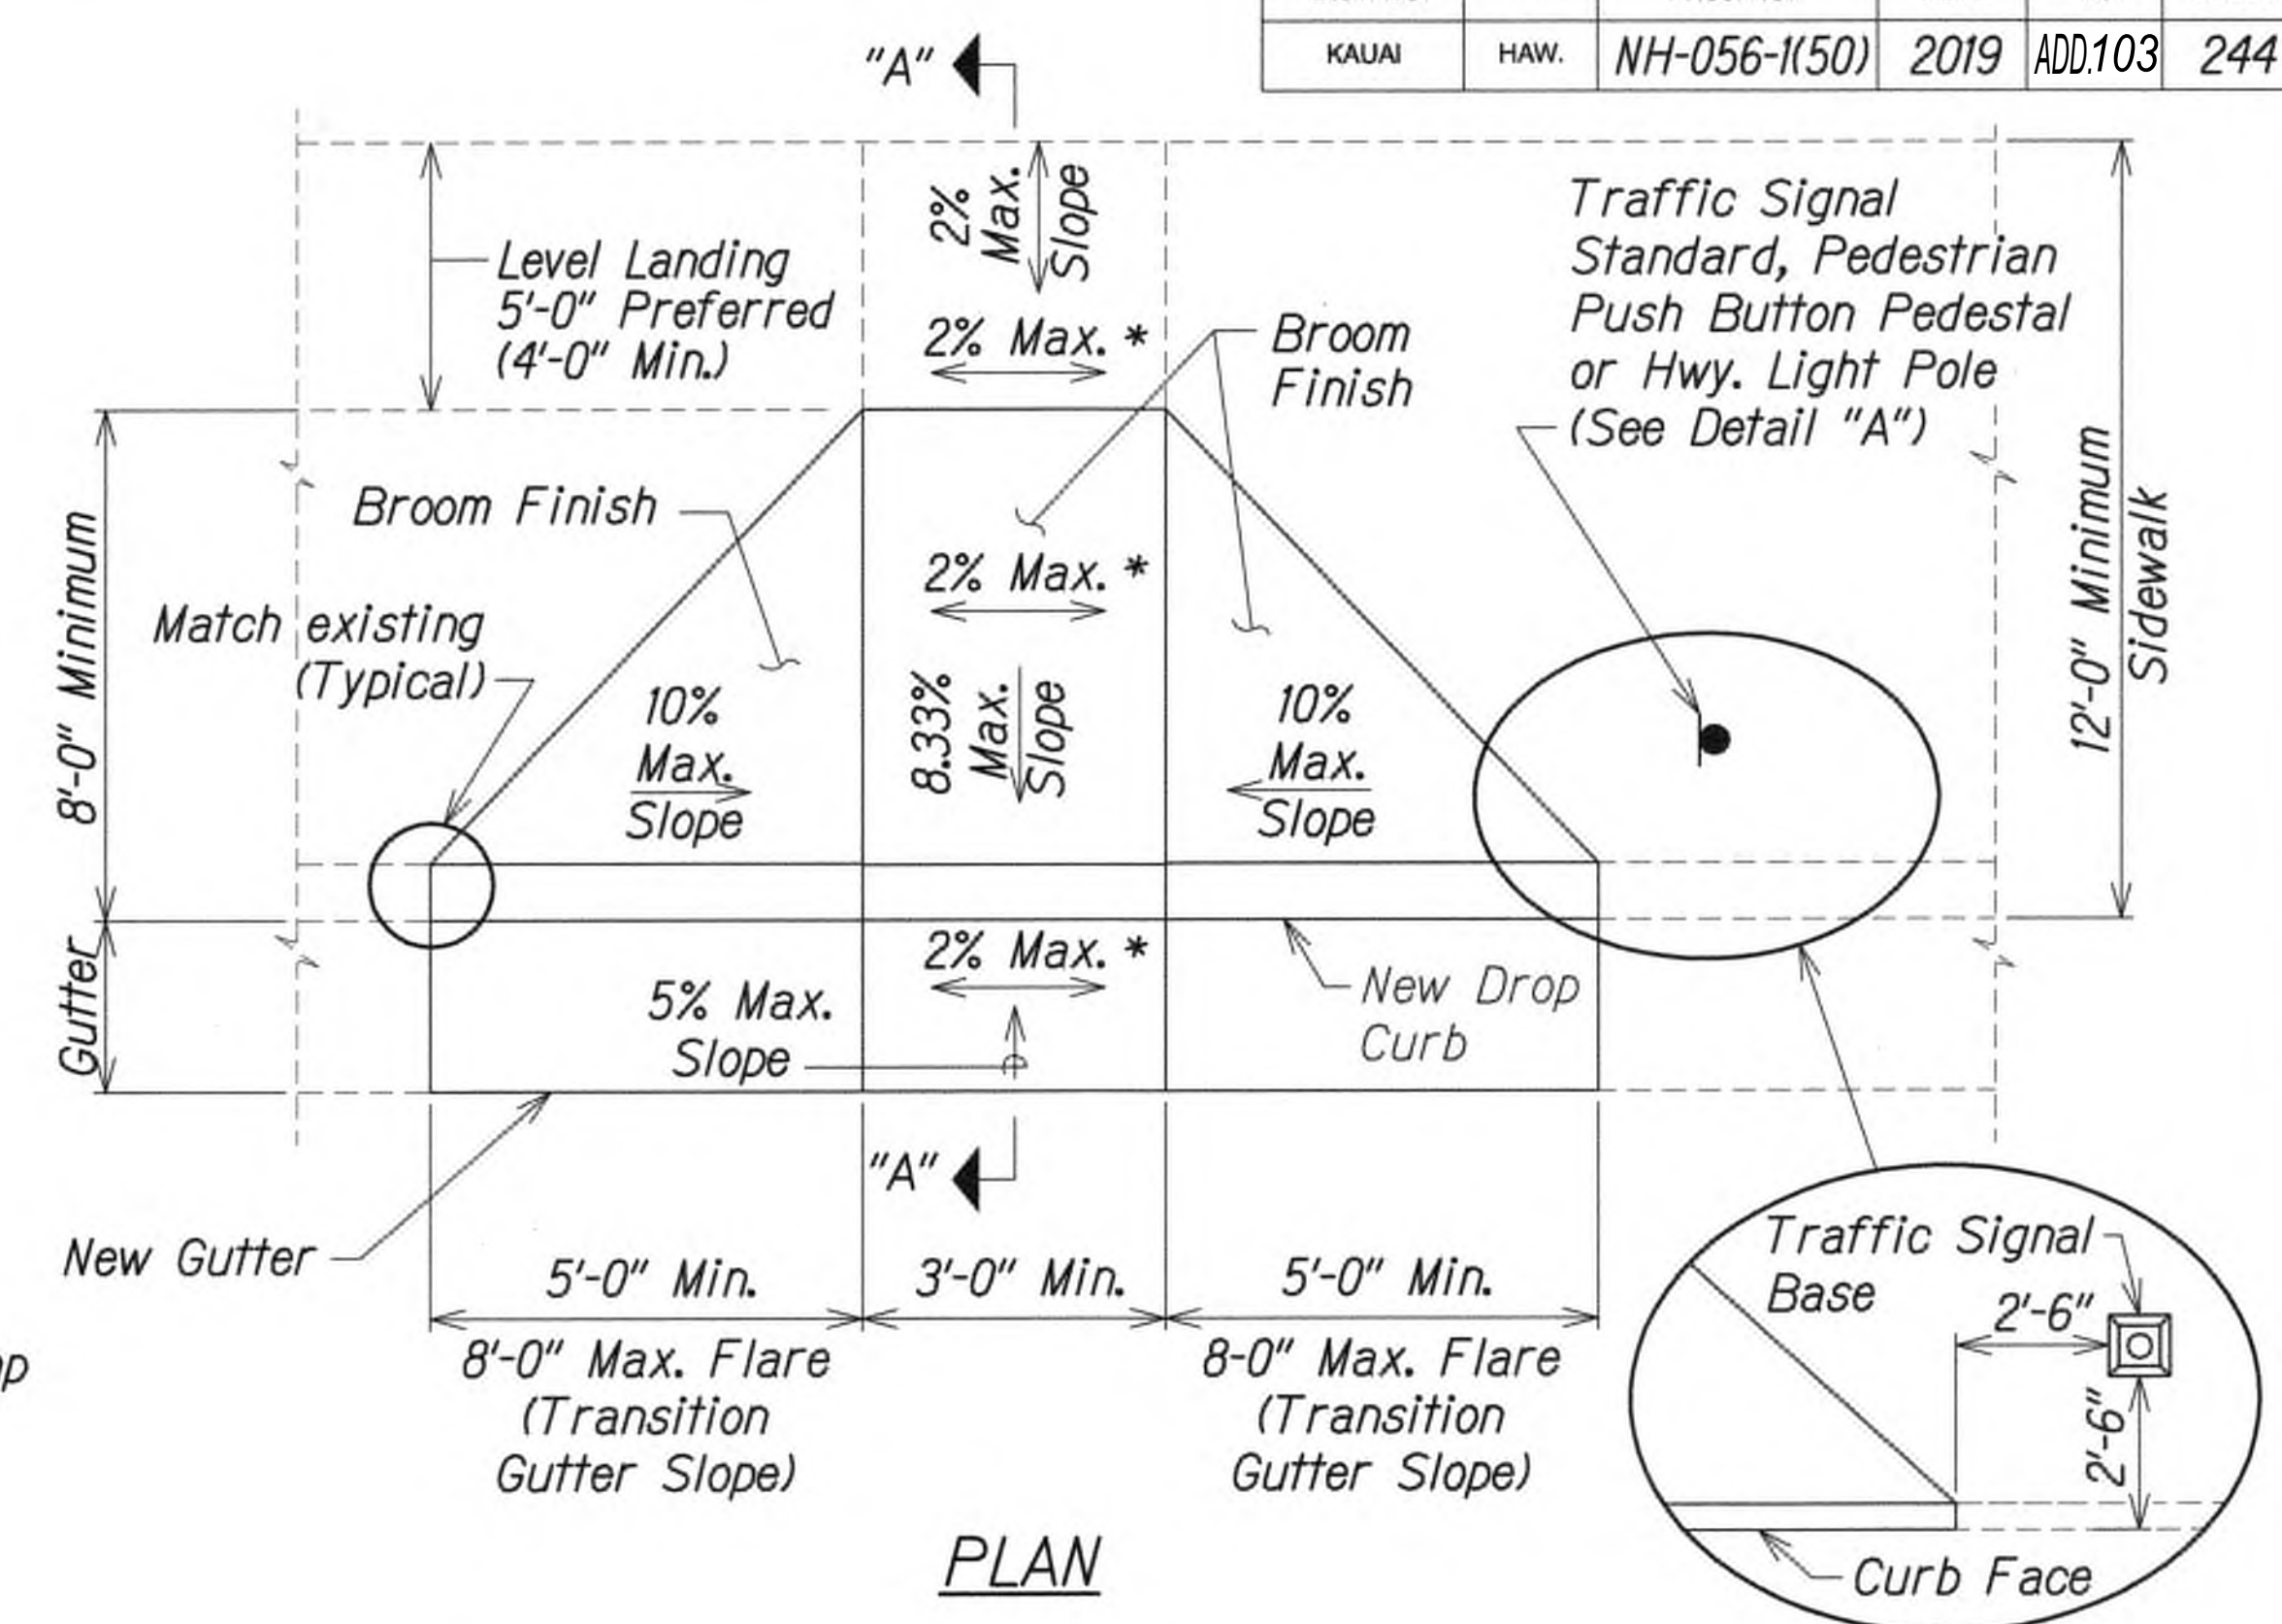 KAUAI HAW. NH-056-1(50) 2019 ADD.103 244
"A"
2%
Max.
Slope
Level Landing
5'-0" Preferred
(4'-0" Min.)
2% Max. *
Broom
Finish
Traffic Signal
Standard, Pedestrian
Push Button Pedestal
or Hwy. Light Pole
(See Detail "A")
8'-0" Minimum
12'-0" Minimum
Sidewalk
Broom Finish
2% Max. *
Match existing
(Typical)
10%
Max.
Slope
8.33%
Max.
Slope
10%
Max.
Slope
Gutter
2% Max. *
5% Max.
Slope
New Drop
Curb
"A"
New Gutter
5'-0" Min.
3'-0" Min.
5'-0" Min.
8'-0" Max. Flare
(Transition
Gutter Slope)
8-0" Max. Flare
(Transition
Gutter Slope)
Traffic Signal
Base
2'-6"
2'-6"
Curb Face
PLAN